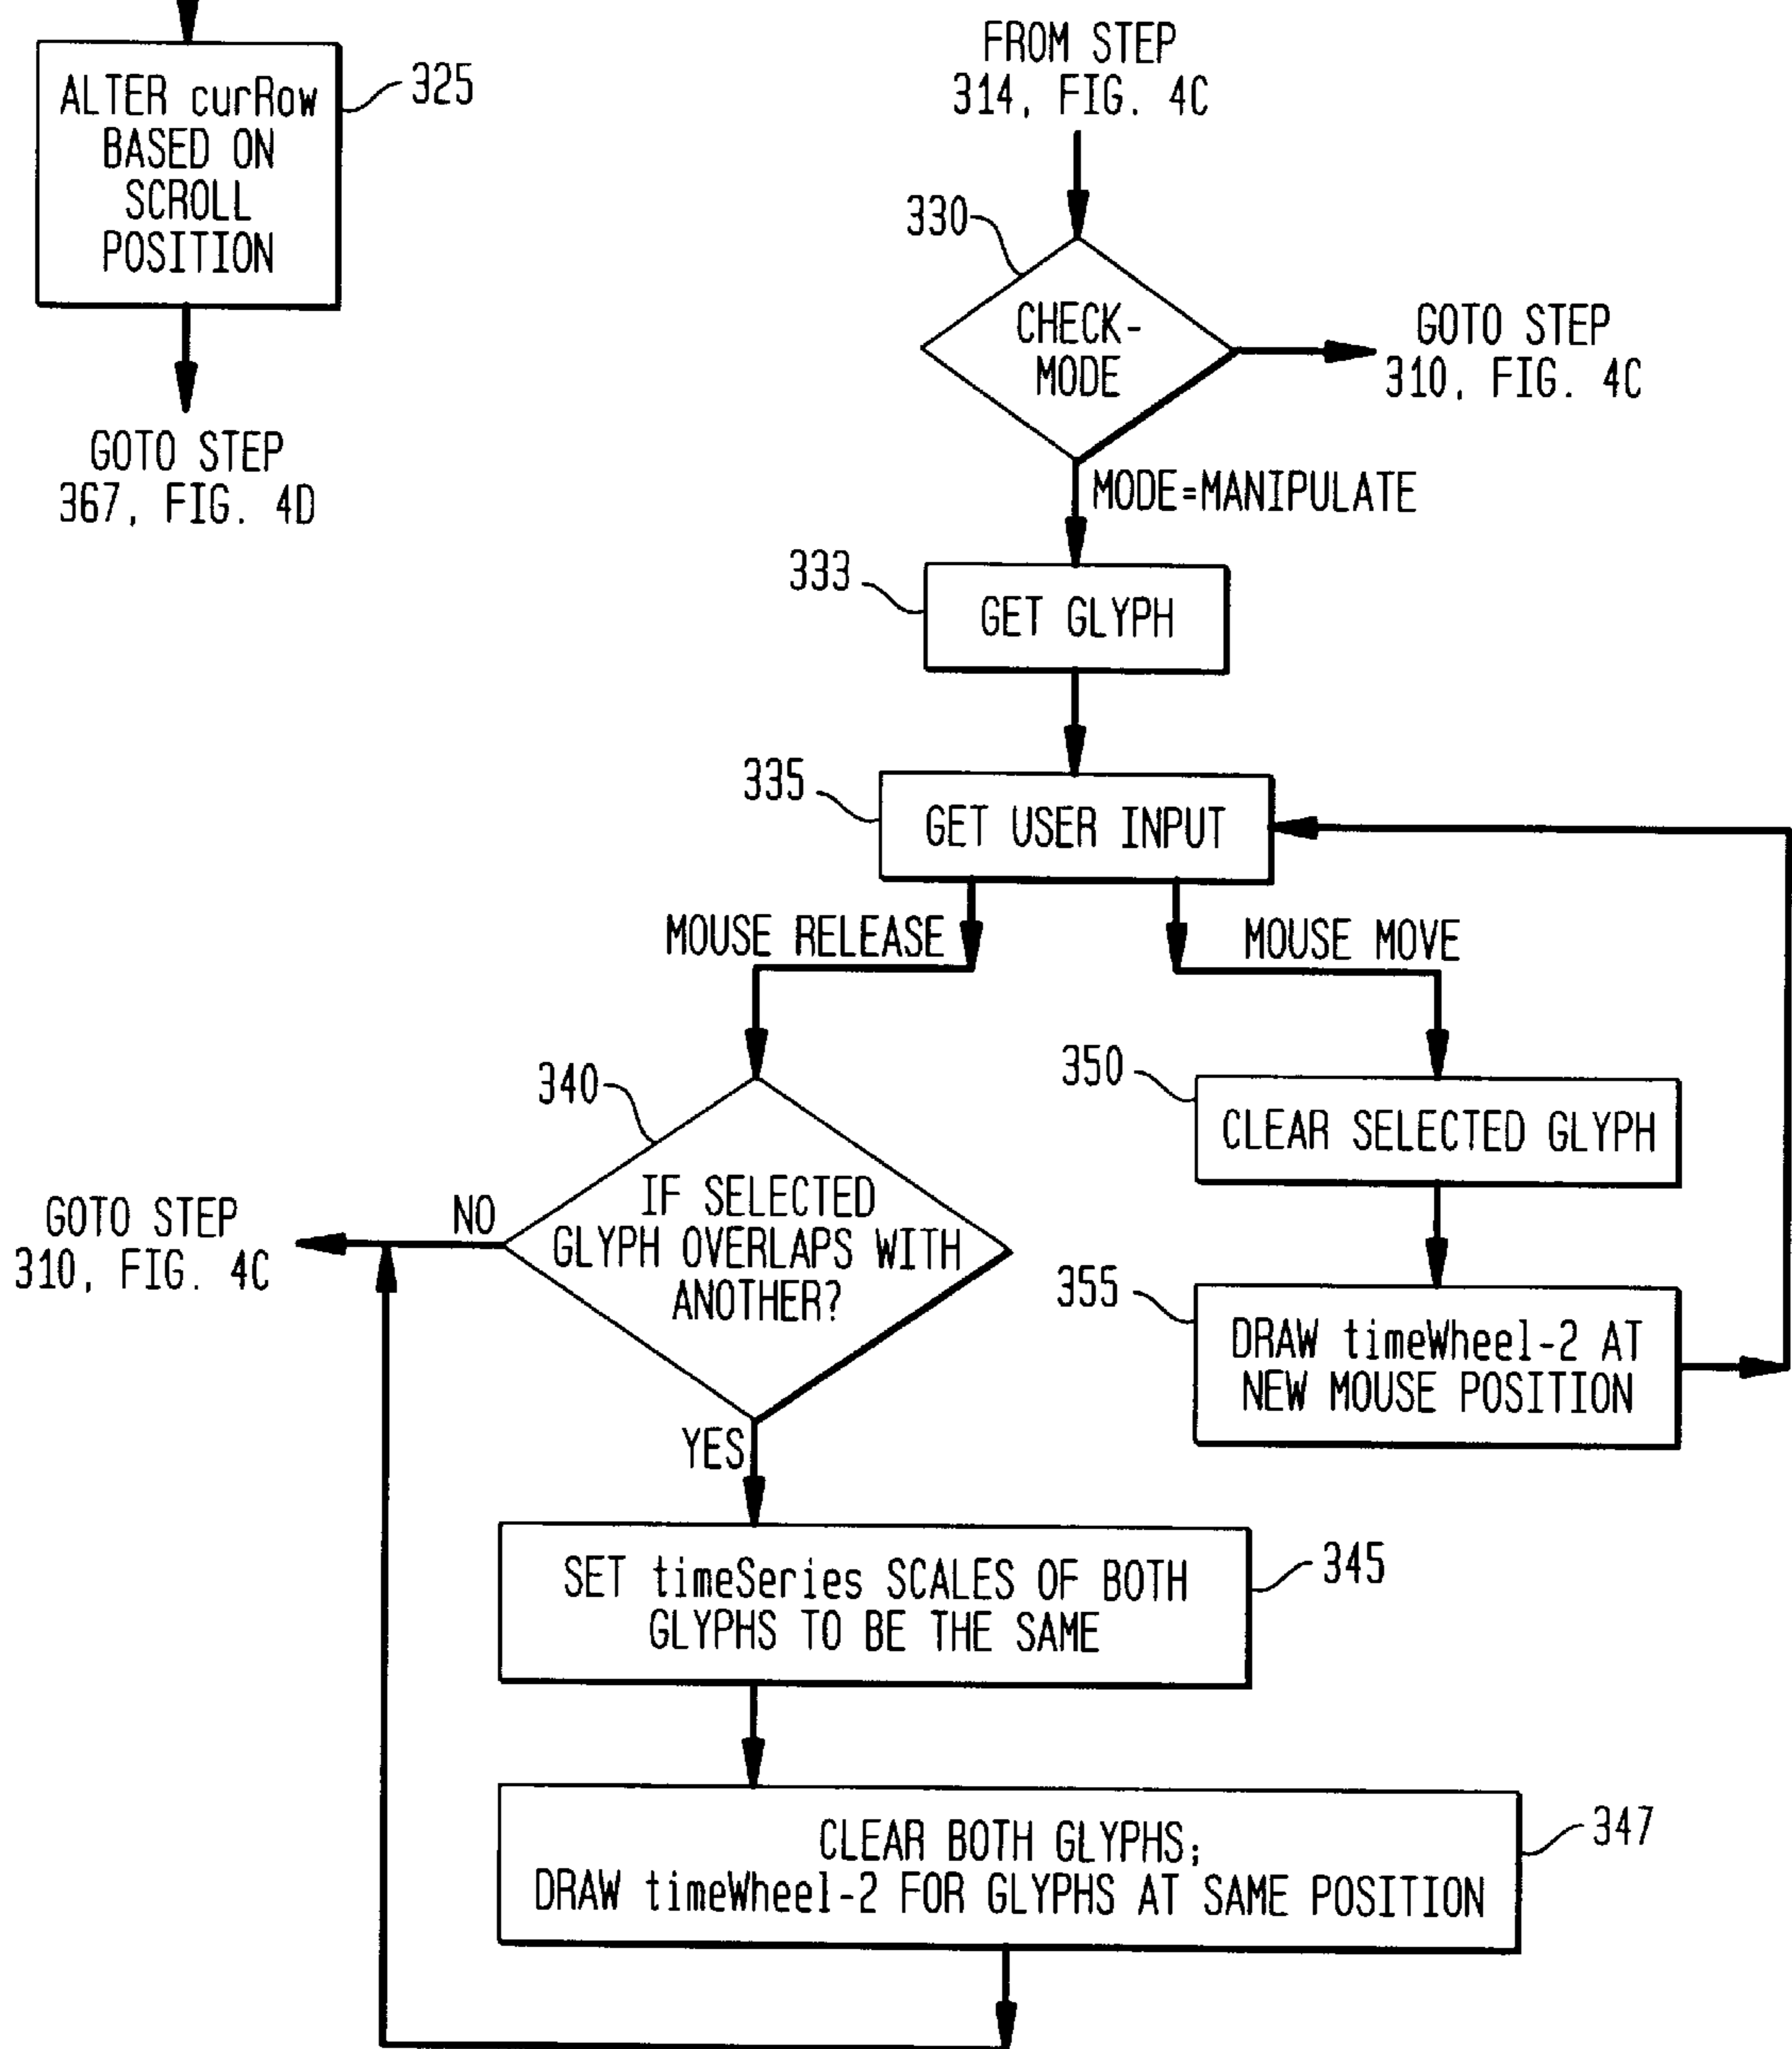 ALTER curRow
BASED ON
SCROLL
POSITION
325
GOTO STEP
367, FIG. 4D
FROM STEP
314, FIG. 4C
330
CHECK-
MODE
GOTO STEP
310, FIG. 4C
MODE=MANIPULATE
333
GET GLYPH
335
GET USER INPUT
MOUSE RELEASE
MOUSE MOVE
340
IF SELECTED
GLYPH OVERLAPS WITH
ANOTHER?
NO
GOTO STEP
310, FIG. 4C
YES
350
CLEAR SELECTED GLYPH
355
DRAW timeWheel-2 AT
NEW MOUSE POSITION
SET timeSeries SCALES OF BOTH
GLYPHS TO BE THE SAME
345
CLEAR BOTH GLYPHS;
DRAW timeWheel-2 FOR GLYPHS AT SAME POSITION
347